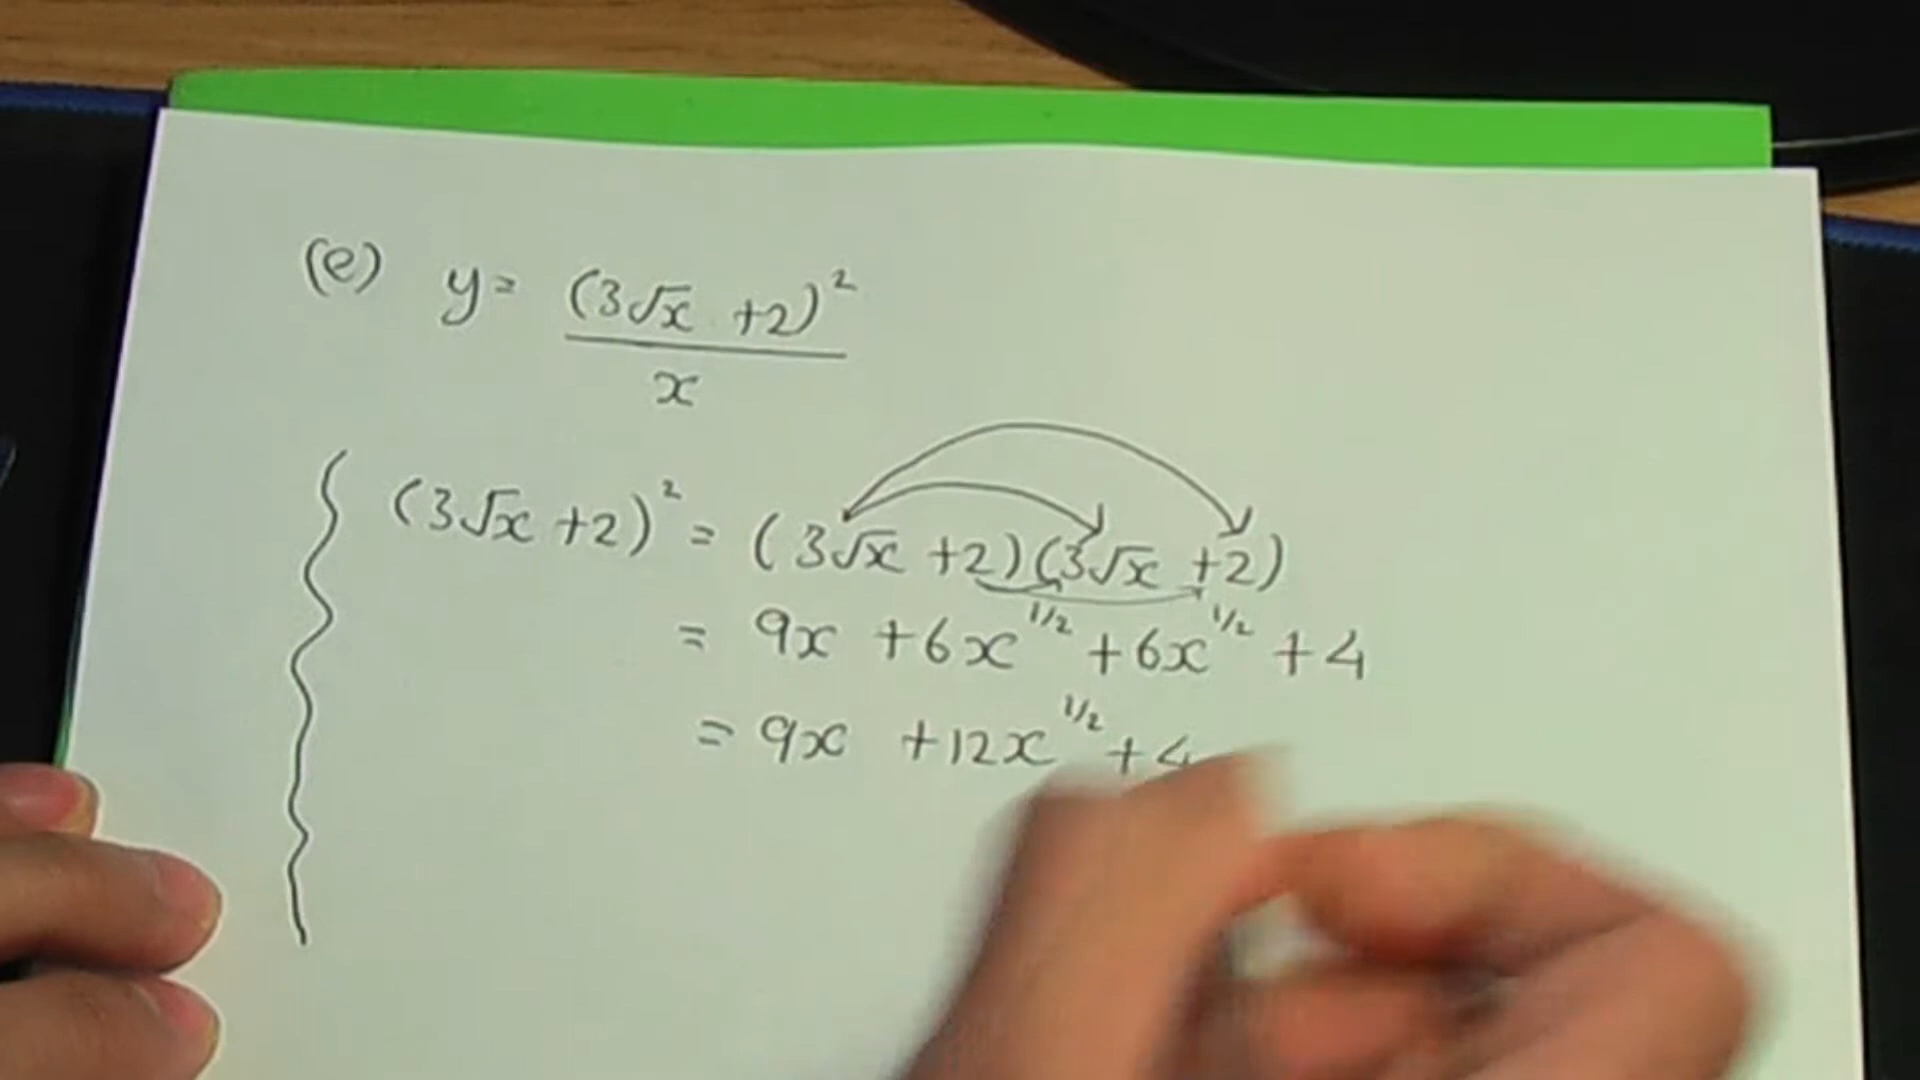 (e) y = (3√x +2)² / x
(3√x +2)² = (3√x +2)(3√x +2)
= 9x +6x^1/2 +6x^1/2 +4
= 9x +12x^1/2 +4